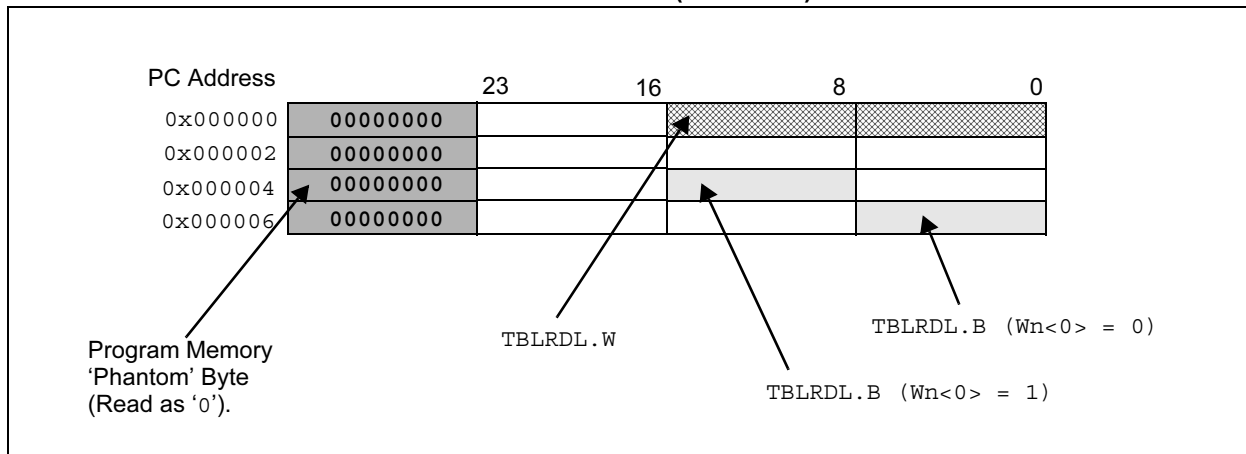 PC Address 23 16 8 0
0x000000 00000000
0x000002 00000000
0x000004 00000000
0x000006 00000000
TBLRDL.W
TBLRDL.B (Wn<0> = 0)
TBLRDL.B (Wn<0> = 1)
Program Memory
‘Phantom’ Byte
(Read as ‘0’).